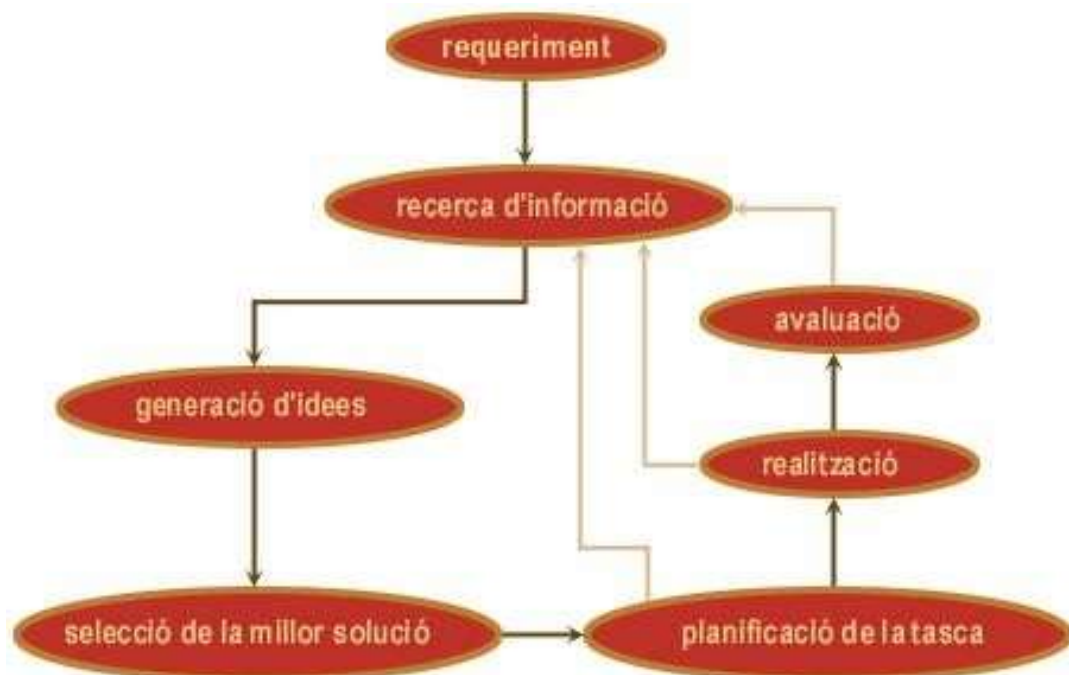 requeriment
recerca d'informació
generació d'idees
selecció de la millor solució
planificació de la tasca
realització
avaluació